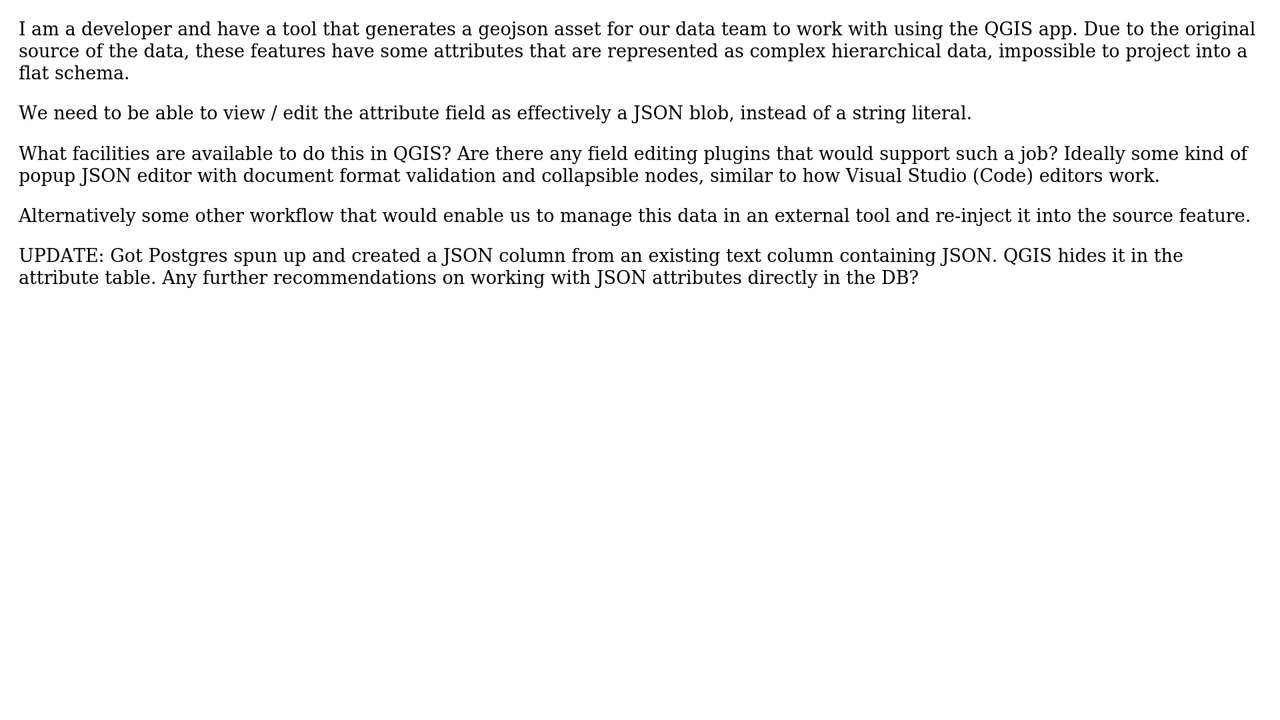 I am a developer and have a tool that generates a geojson asset for our data team to work with using the QGIS app. Due to the original
source of the data, these features have some attributes that are represented as complex hierarchical data, impossible to project into a
flat schema.
We need to be able to view / edit the attribute field as effectively a JSON blob, instead of a string literal.
What facilities are available to do this in QGIS? Are there any field editing plugins that would support such a job? Ideally some kind of
popup JSON editor with document format validation and collapsible nodes, similar to how Visual Studio (Code) editors work.
Alternatively some other workflow that would enable us to manage this data in an external tool and re-inject it into the source feature.
UPDATE: Got Postgres spun up and created a JSON column from an existing text column containing JSON. QGIS hides it in the
attribute table. Any further recommendations on working with JSON attributes directly in the DB?